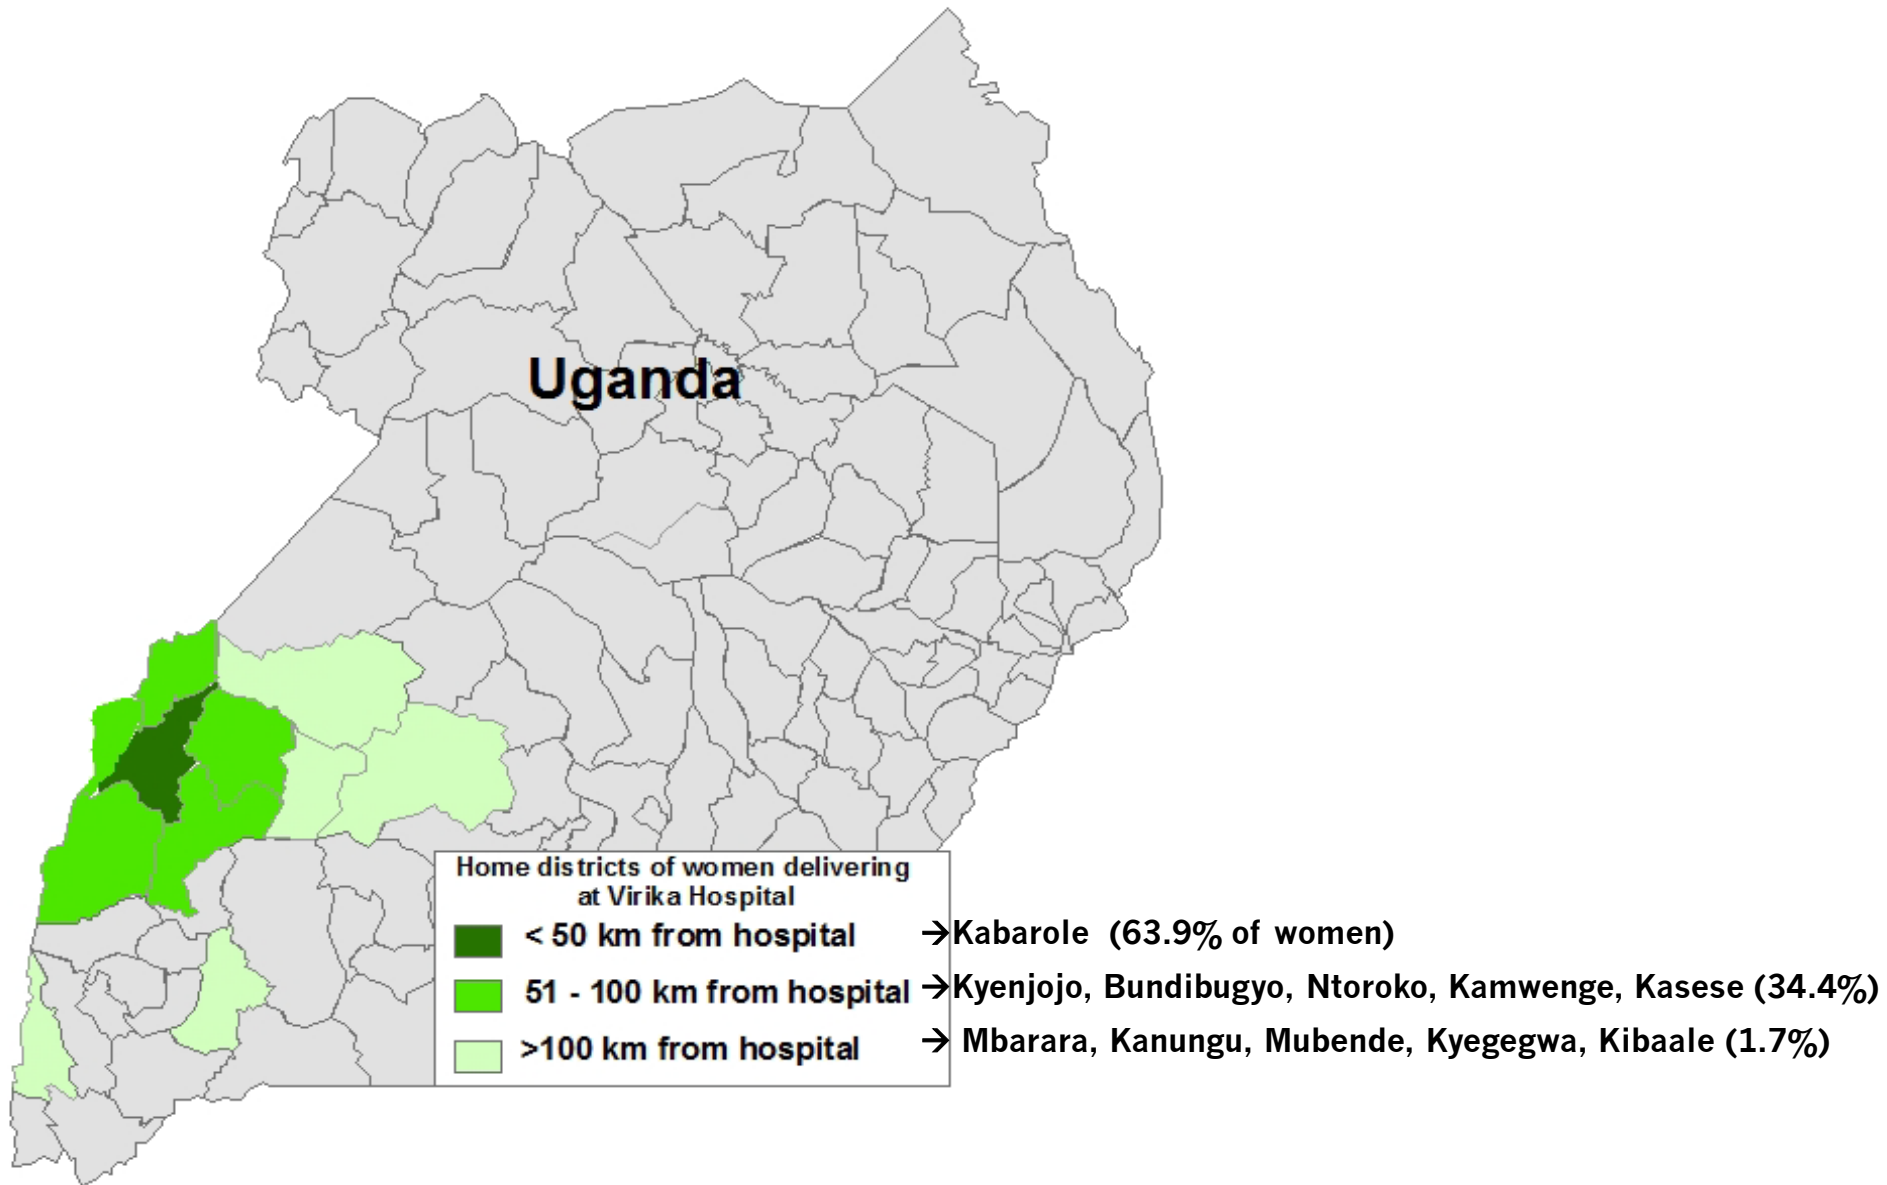 Uganda
Home districts of women delivering
at Virika Hospital
< 50 km from hospital →Kabarole (63.9% of women)
51 - 100 km from hospital →Kyenjojo, Bundibugyo, Ntoroko, Kamwenge, Kasese (34.4%)
>100 km from hospital → Mbarara, Kanungu, Mubende, Kyegegwa, Kibaale (1.7%)